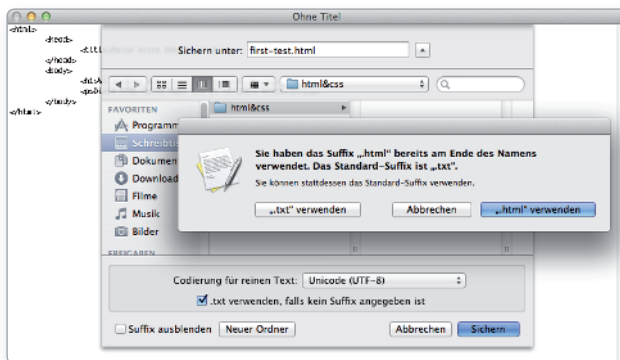 Ohne Titel
<html>
<head>
</head>
<body>
</body>
</html>
Sichern unter: first-test.html
html&css
FAVORITEN
html&css
Programm
Schreibtis
Dokumen
Download
Filme
Musik
Bilder
FREIGABEN
Sie haben das Suffix „.html“ bereits am Ende des Namens
verwendet. Das Standard-Suffix ist „.txt“.
Sie können stattdessen das Standard-Suffix verwenden.
„.txt“ verwenden Abbrechen „.html“ verwenden
Codierung für reinen Text: Unicode (UTF-8)
.txt verwenden, falls kein Suffix angegeben ist
Suffix ausblenden Neuer Ordner Abbrechen Sichern